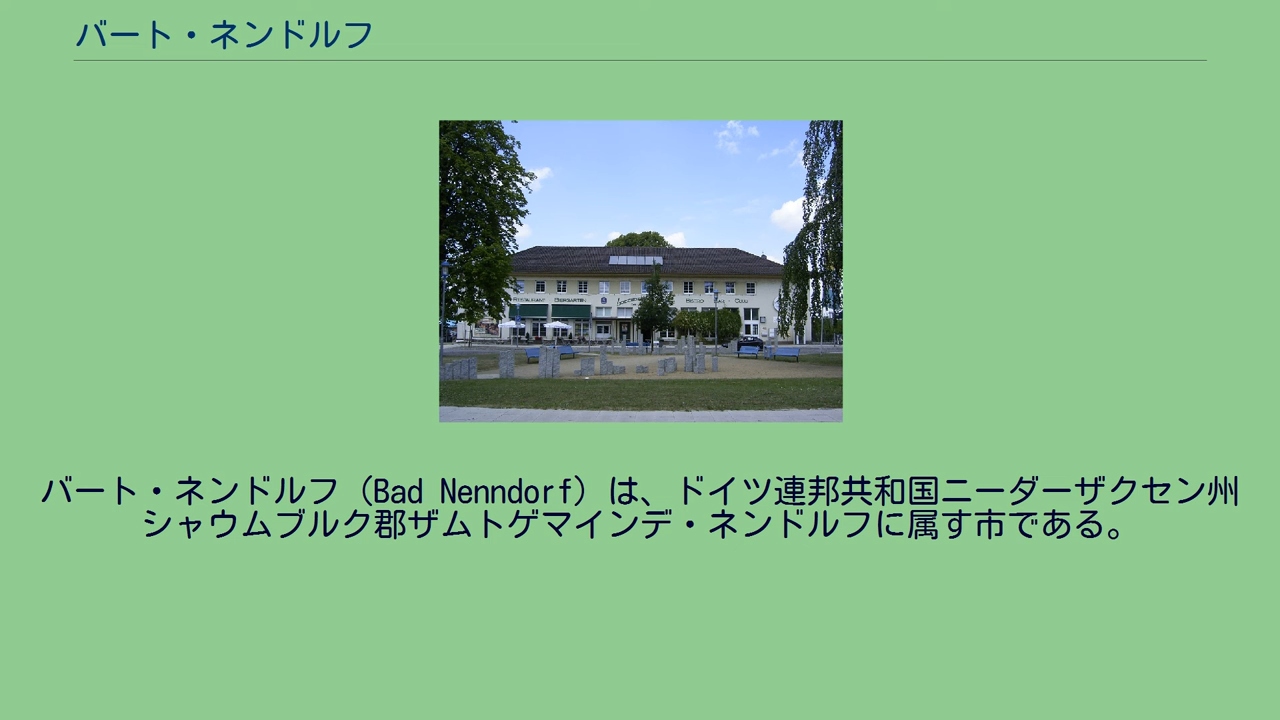 バート・ネンドルフ
RESTAURANT BIERGARTEN
バート・ネンドルフ（Bad Nenndorf）は、ドイツ連邦共和国ニーダーザクセン州
シャウムブルク郡ザムトゲマインデ・ネンドルフに属す市である。